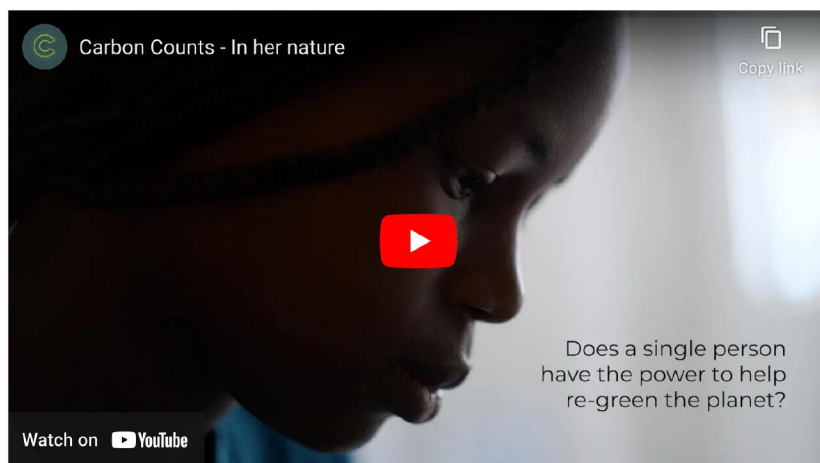 Carbon Counts - In her nature
Copy link
Does a single person
have the power to help
re-green the planet?
Watch on YouTube